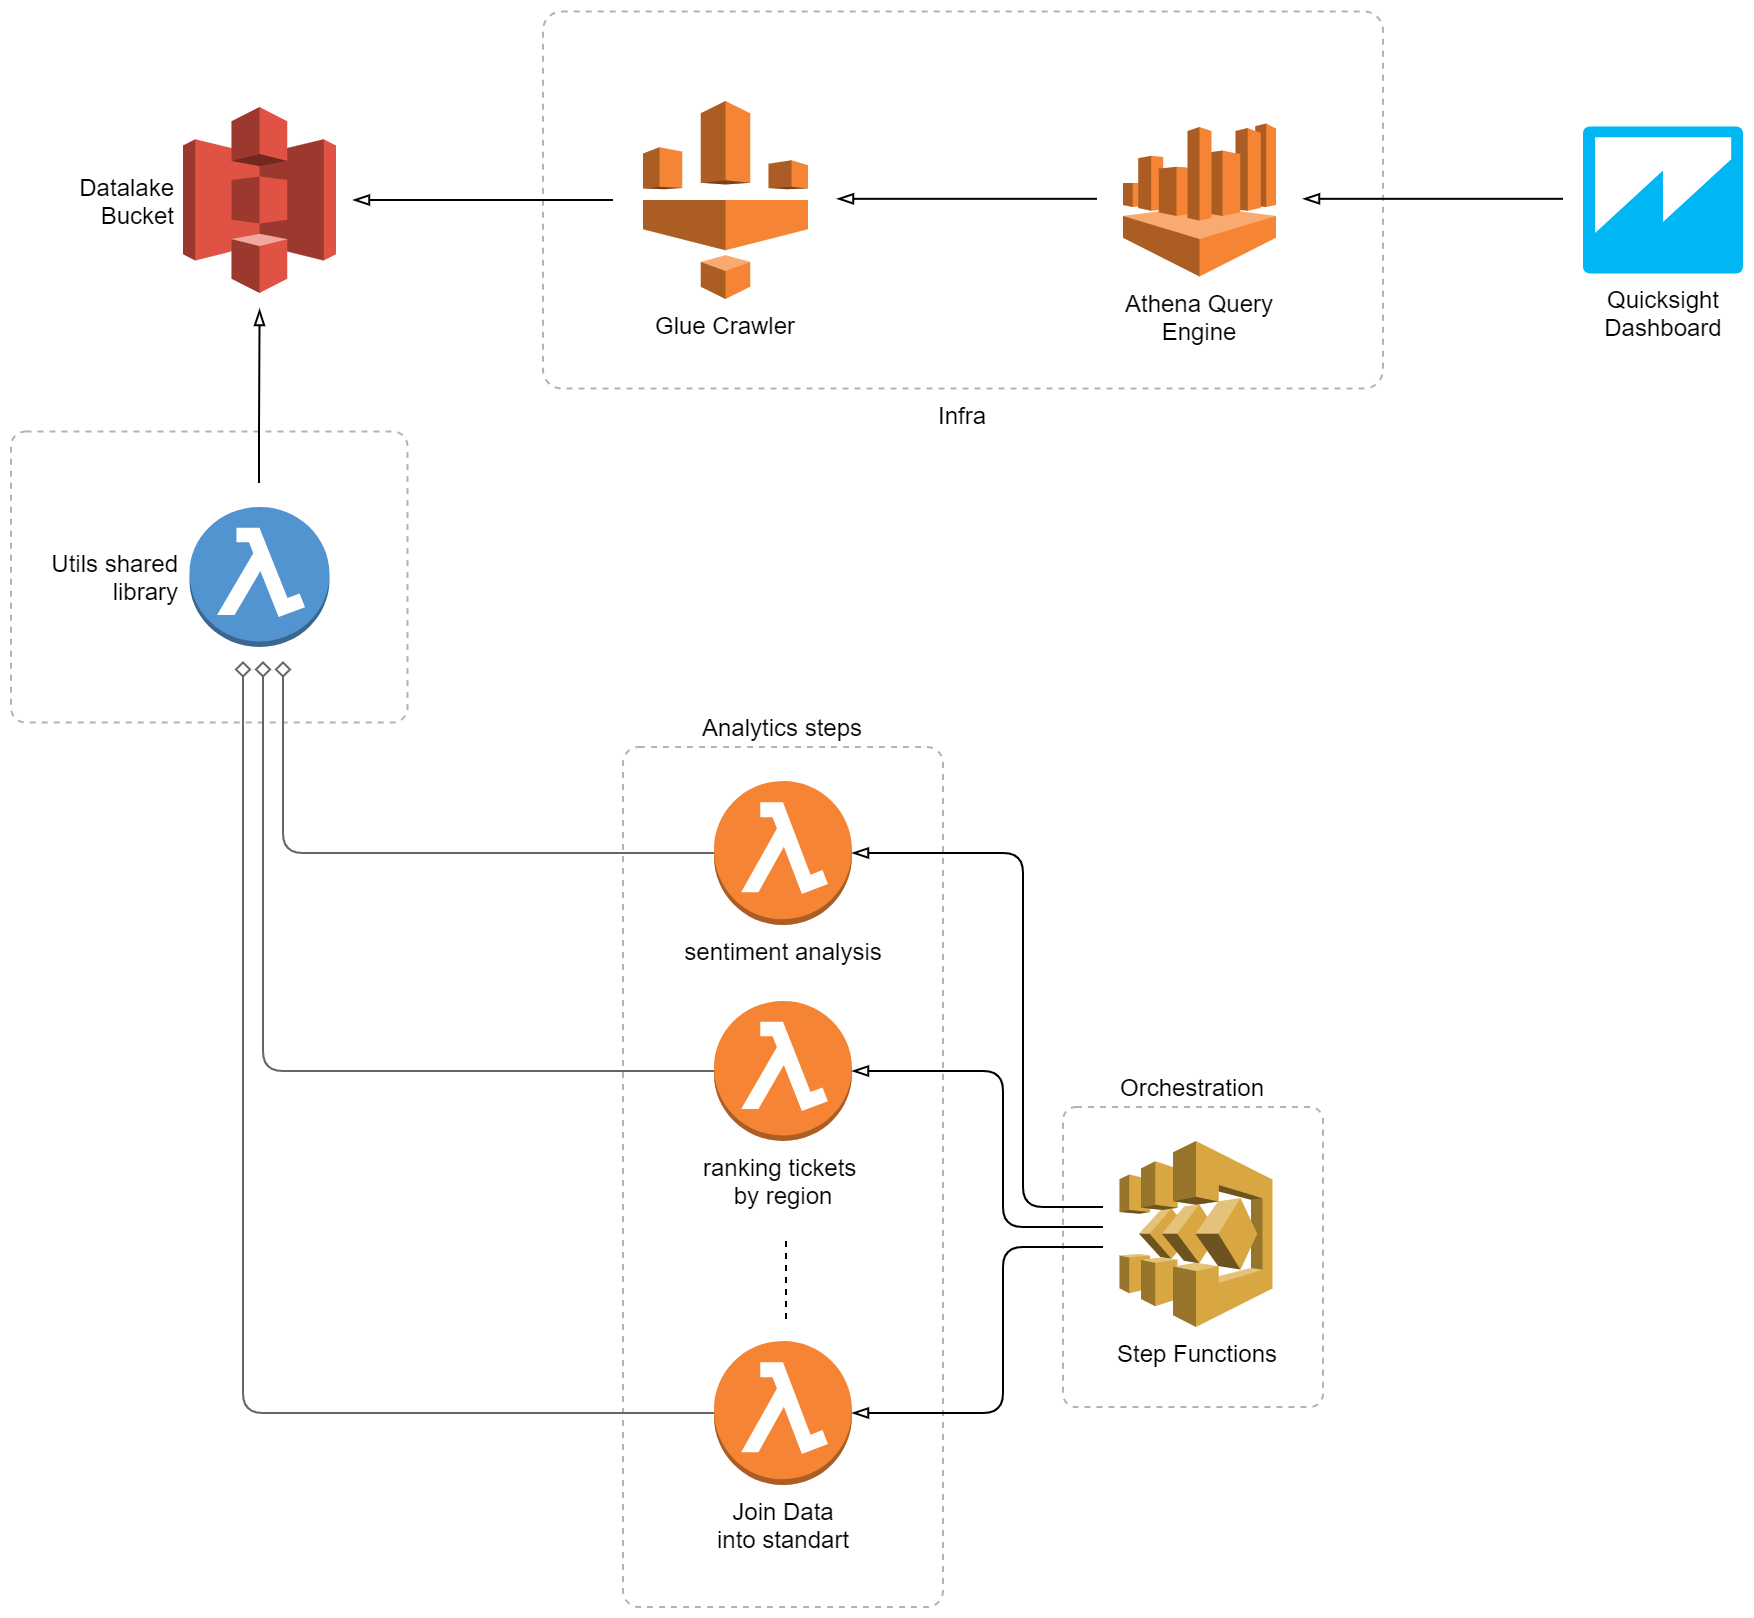 Datalake
Bucket
Glue Crawler
Athena Query
Engine
Quicksight
Dashboard
Infra
Utils shared
library
Analytics steps
sentiment analysis
ranking tickets
by region
Orchestration
Step Functions
Join Data
into standart